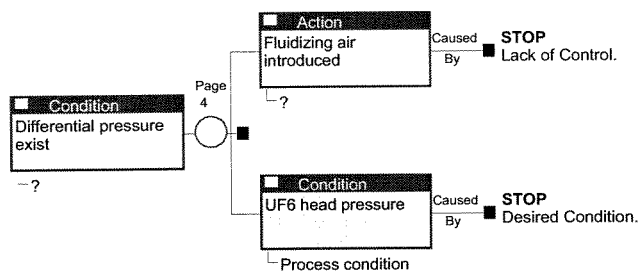 Action
Fluidizing air
introduced
?
Caused
By
STOP
Lack of Control.
Page
4
Condition
Differential pressure
exist
?
Condition
UF6 head pressure
Process condition
Caused
By
STOP
Desired Condition.